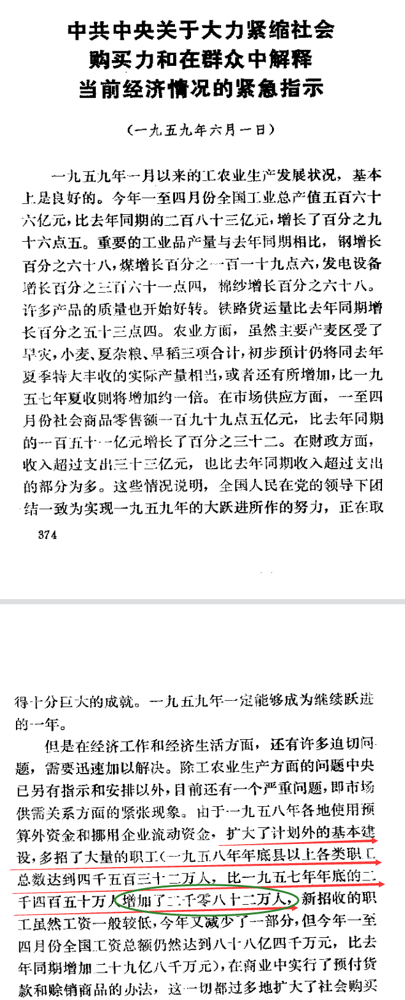 中共中央关于大力紧缩社会
购买力和在群众中解释
当前经济情况的紧急指示
（一九五九年六月一日）
一九五九年一月以来的工农业生产发展状况，基本
上是良好的。今年一至四月份全国工业总产值五百六十
六亿元，比去年同期的二百八十三亿元，增长了百分之九
十六点五。重要的工业品产量与去年同期相比，钢增长
百分之六十八，煤增长百分之一百一十九点六，发电设备
增长百分之三百六十一点四，棉纱增长百分之六十八。
许多产品的质量也开始好转。铁路货运量比去年同期增
长百分之五十三点四。农业方面，虽然主要产麦区受了
旱灾，小麦、夏杂粮、早稻三项合计，初步预计仍将同去年
夏季特大丰收的实际产量相当，或者还有所增加，比一九
五七年夏收则将增加约一倍。在市场供应方面，一至四
月份社会商品零售额一百九十九点五亿元，比去年同期
的一百五十一亿元增长了百分之三十二。在财政方面，
收入超过支出三十三亿元，也比去年同期收入超过支出
的部分为多。这些情况说明，全国人民在党的领导下团
结一致为实现一九五九年的大跃进所作的努力，正在取
374
得十分巨大的成就。一九五九年一定能够成为继续跃进
的一年。
但是在经济工作和经济生活方面，还有许多迫切问
题，需要迅速加以解决。除工农业生产方面的问题中央
已另有指示和安排以外，目前还有一个严重问题，即市场
供需关系方面的紧张现象。由于一九五八年各地使用预
算外资金和挪用企业流动资金，扩大了计划外的基本建
设，多招了大量的职工（一九五八年年底县以上各类职工
总数达到四千五百三十二万人，比一九五七年年底的二
千四百五十万人增加了二千零八十二万人，新招收的职
工虽然工资一般较低，今年又减少了一部分，但今年一至
四月份全国工资总额仍然达到八十八亿四千万元，比去
年同期增加二十九亿八千万元），在商业中实行了预付货
款和赊销商品的办法，这一切都过多地扩大了社会购买